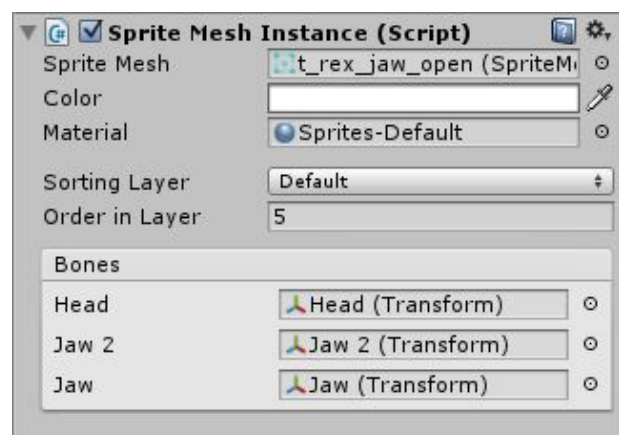 Sprite Mesh Instance (Script)
Sprite Mesh t_rex_jaw_open (SpriteM
Color
Material Sprites-Default
Sorting Layer Default
Order in Layer 5
Bones
Head Head (Transform)
Jaw 2 Jaw 2 (Transform)
Jaw Jaw (Transform)